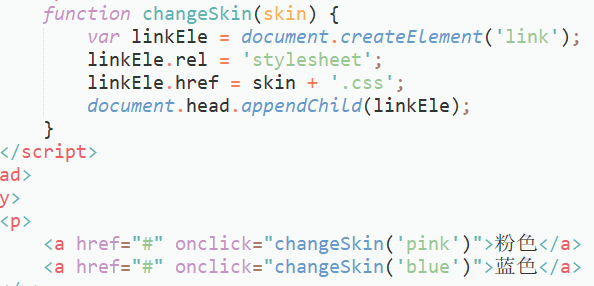 function changeSkin(skin) {
var linkEle = document.createElement('link');
linkEle.rel = 'stylesheet';
linkEle.href = skin + '.css';
document.head.appendChild(linkEle);
}
</script>
ad>
y>
<p>
<a href="#" onclick="changeSkin('pink')">粉色</a>
<a href="#" onclick="changeSkin('blue')">蓝色</a>